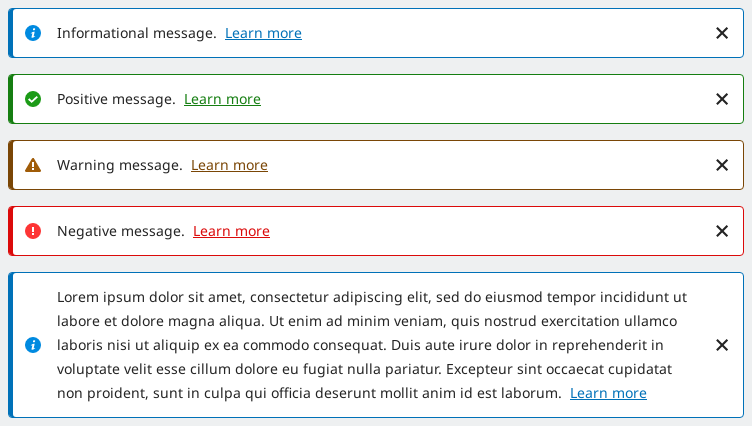 Informational message. Learn more
Positive message. Learn more
Warning message. Learn more
Negative message. Learn more
Lorem ipsum dolor sit amet, consectetur adipiscing elit, sed do eiusmod tempor incididunt ut
labore et dolore magna aliqua. Ut enim ad minim veniam, quis nostrud exercitation ullamco
laboris nisi ut aliquip ex ea commodo consequat. Duis aute irure dolor in reprehenderit in
voluptate velit esse cillum dolore eu fugiat nulla pariatur. Excepteur sint occaecat cupidatat
non proident, sunt in culpa qui officia deserunt mollit anim id est laborum. Learn more